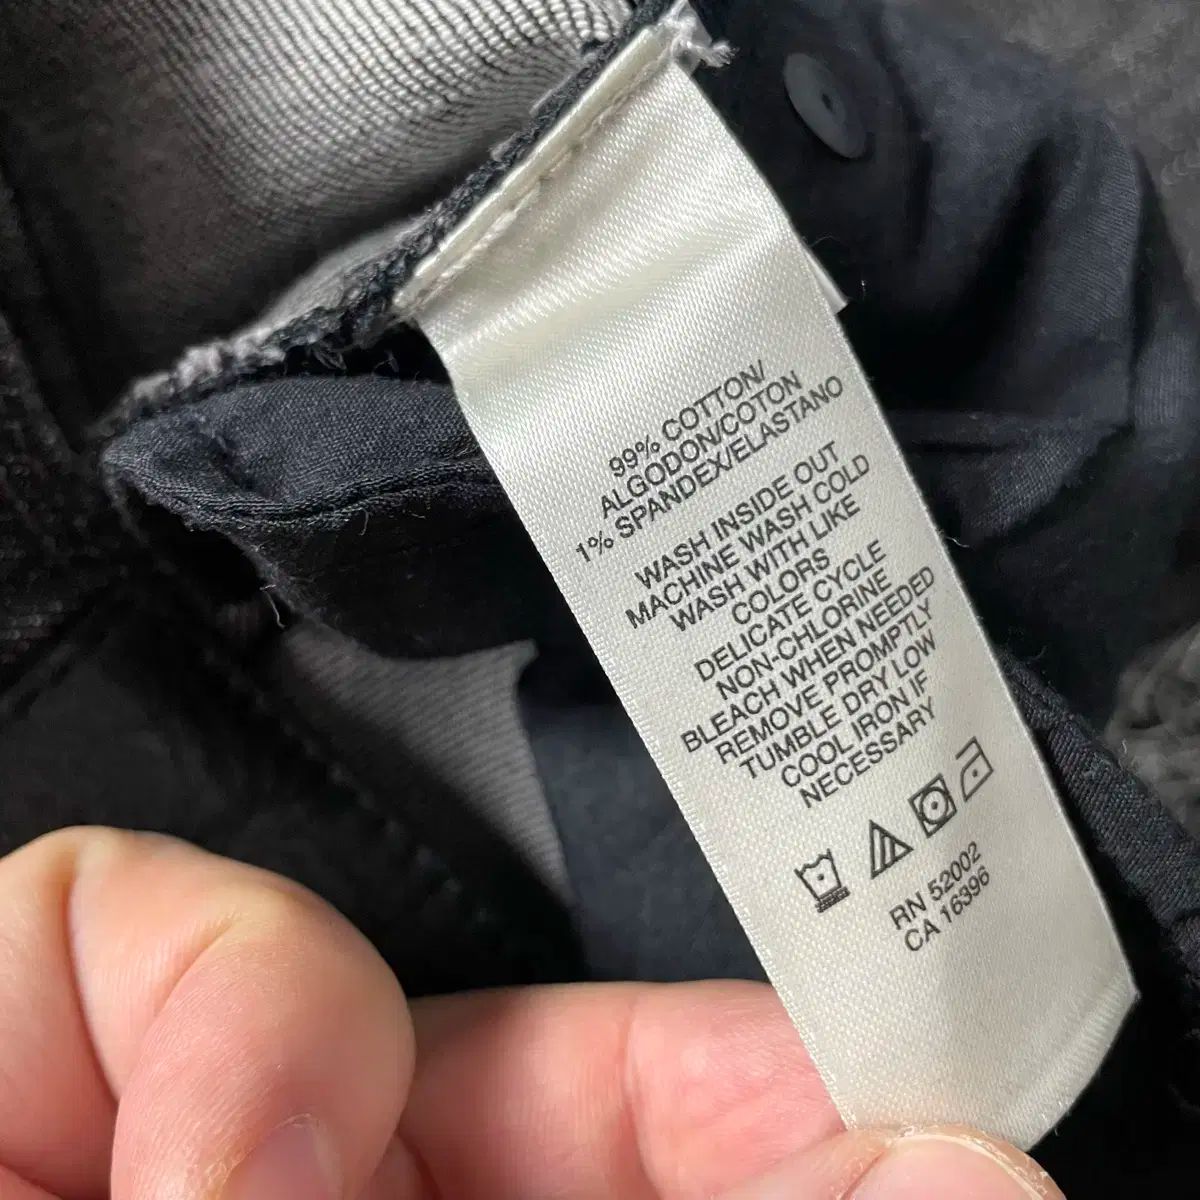 99% COTTON/
ALGODON/COTON
1% SPANDEX/ELASTANO
WASH INSIDE OUT
MACHINE WASH COLD
WASH WITH LIKE
COLORS
DELICATE CYCLE
NON-CHLORINE
BLEACH WHEN NEEDED
REMOVE PROMPTLY
TUMBLE DRY LOW
COOL IRON IF
NECESSARY
RN 52002
CA 16396